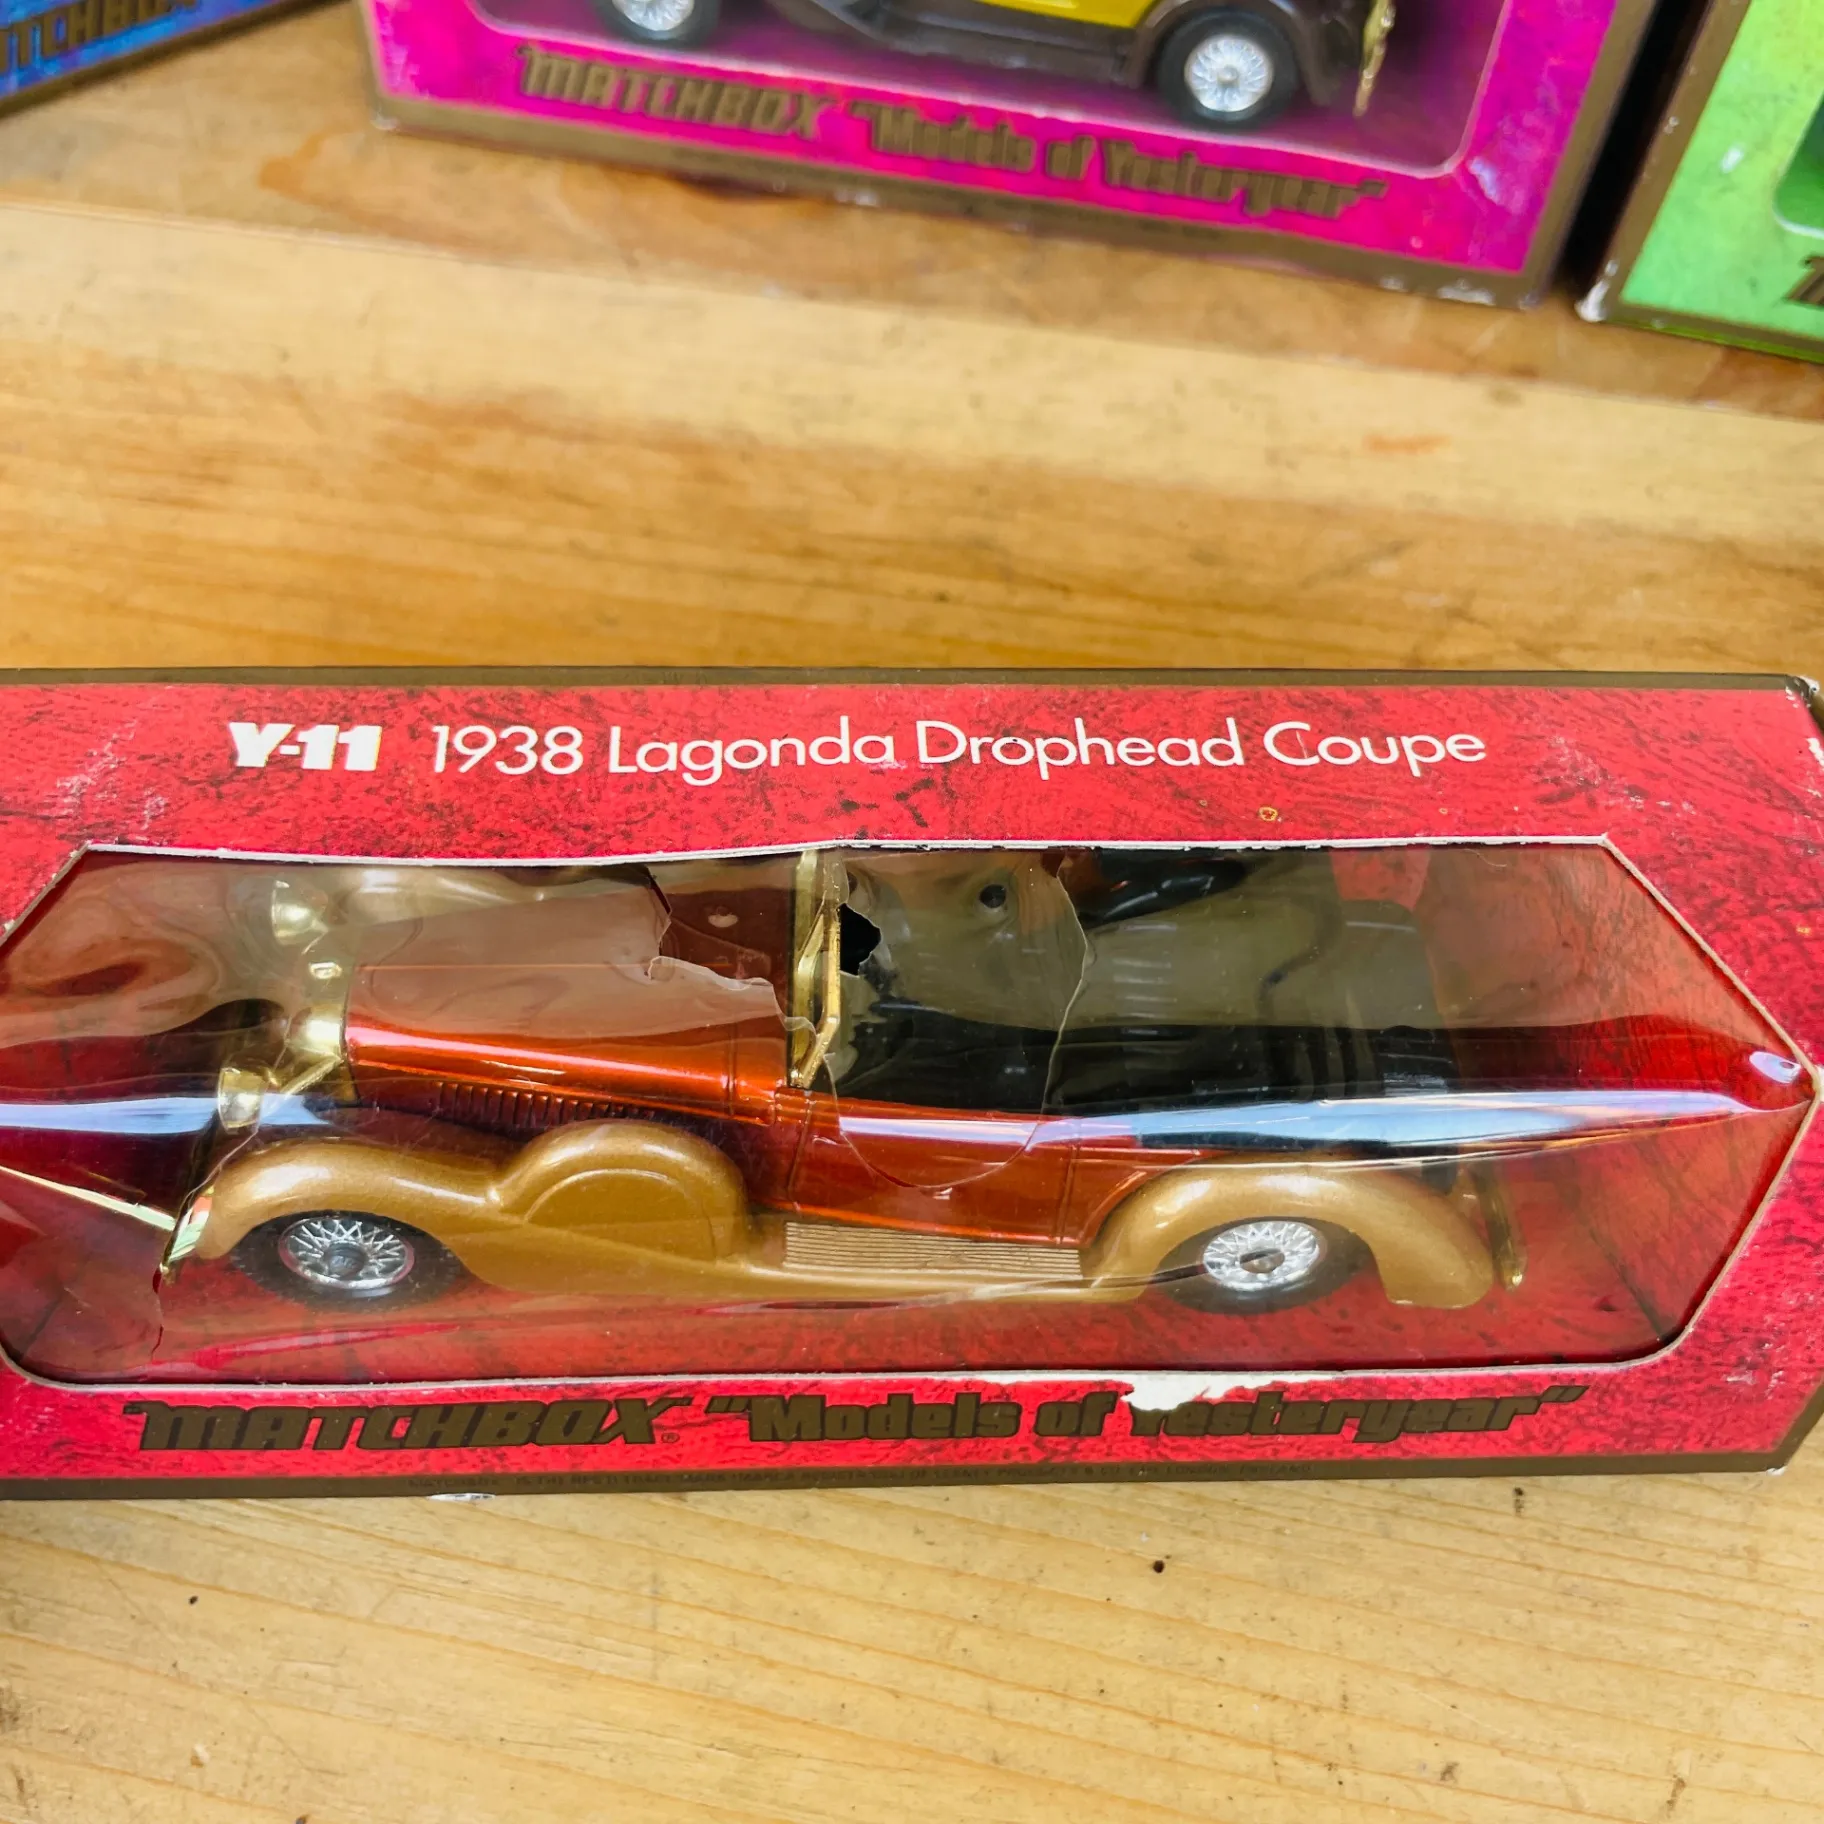 MATCHBOX "Models of Yesteryear"
Y-11 1938 Lagonda Drophead Coupe
"MATCHBOX"® "Models of Yesteryear"